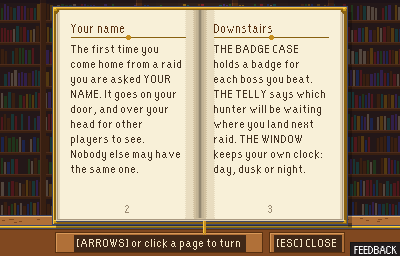 Your name
The first time you
come home from a raid
you are asked YOUR
NAME. It goes on your
door, and over your
head for other
players to see.
Nobody else may have
the same one.
2
Downstairs
THE BADGE CASE
holds a badge for
each boss you beat.
THE TELLY says which
hunter will be waiting
where you land next
raid. THE WINDOW
keeps your own clock:
day, dusk or night.
3
[ARROWS] or click a page to turn
[ESC] CLOSE
FEEDBACK